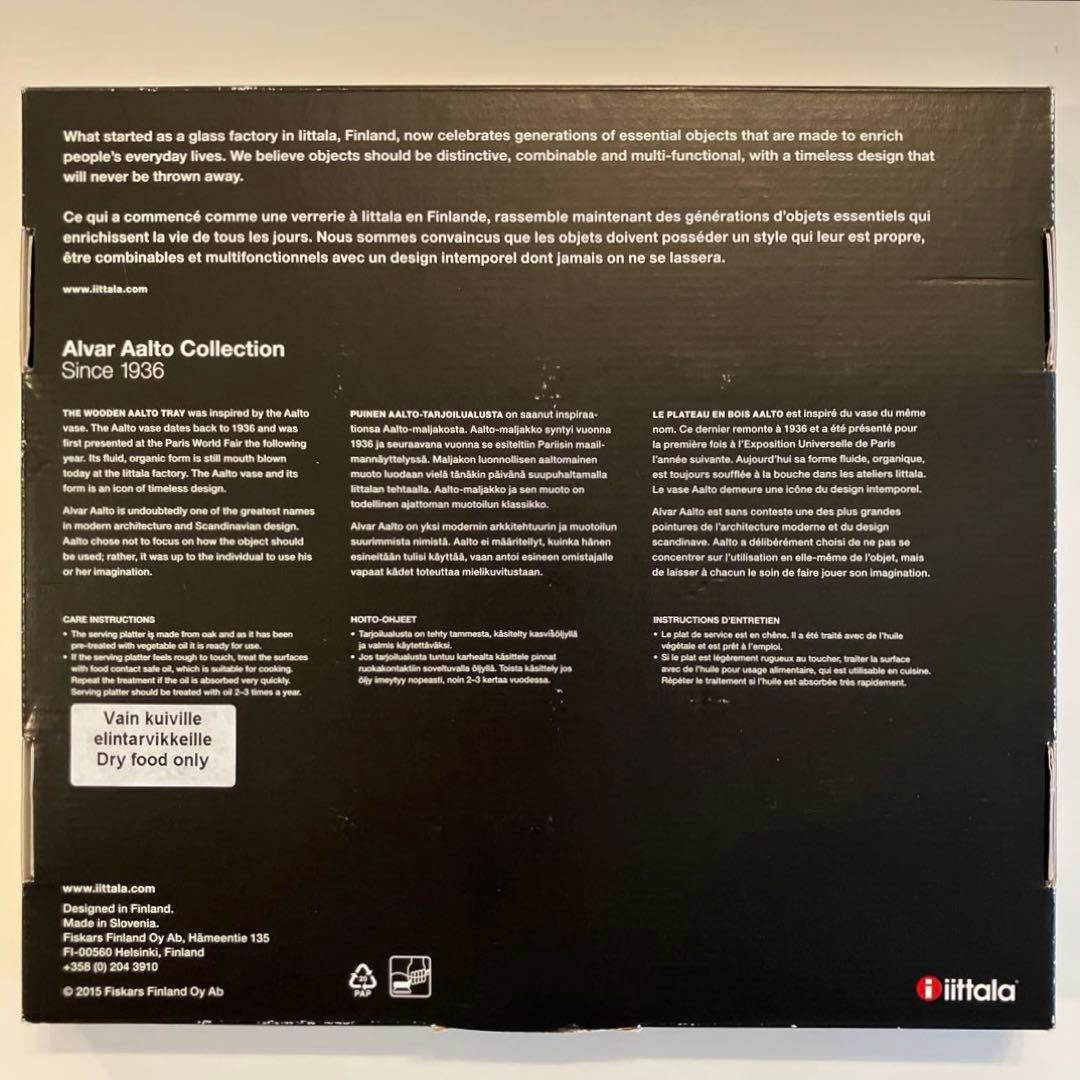 What started as a glass factory in Iittala, Finland, now celebrates generations of essential objects that are made to enrich
people's everyday lives. We believe objects should be distinctive, combinable and multi-functional, with a timeless design that
will never be thrown away.
Ce qui a commencé comme une verrerie à Iittala en Finlande, rassemble maintenant des générations d'objets essentiels qui
enrichissent la vie de tous les jours. Nous sommes convaincus que les objets doivent posséder un style qui leur est propre,
être combinables et multifonctionnels avec un design intemporel dont jamais on ne se lassera.
www.iittala.com
Alvar Aalto Collection
Since 1936
THE WOODEN AALTO TRAY was inspired by the Aalto
vase. The Aalto vase dates back to 1936 and was
first presented at the Paris World Fair the following
year. Its fluid, organic form is still mouth blown
today at the Iittala factory. The Aalto vase and its
form is an icon of timeless design.
Alvar Aalto is undoubtedly one of the greatest names
in modern architecture and Scandinavian design.
Aalto chose not to focus on how the object should
be used; rather, it was up to the individual to use his
or her imagination.
CARE INSTRUCTIONS
• The serving platter is made from oak and as it has been
pre-treated with vegetable oil it is ready for use.
• If the serving platter feels rough to touch, treat the surfaces
with food contact safe oil, which is suitable for cooking.
Repeat the treatment if the oil is absorbed very quickly.
Serving platter should be treated with oil 2–3 times a year.
PUINEN AALTO-TARJOILUALUSTA on saanut inspiraa-
tionsa Aalto-maljakosta. Aalto-maljakko syntyi vuonna
1936 ja seuraavana vuonna se esiteltiin Pariisin maail-
mannäyttelyssä. Maljakon luonnollisen aaltomainen
muoto luodaan vielä tänäkin päivänä suupuhaltamalla
Iittalan tehtaalla. Aalto-maljakko ja sen muoto on
todellinen ajattoman muotoilun klassikko.
Alvar Aalto on yksi modernin arkkitehtuurin ja muotoilun
suurimmista nimistä. Aalto ei määritellyt, kuinka hänen
esineitään tulisi käyttää, vaan antoi esineen omistajalle
vapaat kädet toteuttaa mielikuvitustaan.
HOITO-OHJEET
• Tarjoilualusta on tehty tammesta, käsitelty kasviöljyllä
ja valmis käytettäväksi.
• Jos tarjoilualusta tuntuu karhealta käsittele pinnat
ruokakontaktiin soveltuvalla öljyllä. Toista käsittely jos
öljy imeytyy nopeasti, noin 2–3 kertaa vuodessa.
LE PLATEAU EN BOIS AALTO est inspiré du vase du même
nom. Ce dernier remonte à 1936 et a été présenté pour
la première fois à l'Exposition Universelle de Paris
l'année suivante. Aujourd'hui sa forme fluide, organique,
est toujours soufflée à la bouche dans les ateliers Iittala.
Le vase Aalto demeure une icône du design intemporel.
Alvar Aalto est sans conteste une des plus grandes
pointures de l'architecture moderne et du design
scandinave. Aalto a délibérément choisi de ne pas se
concentrer sur l'utilisation en elle-même de l'objet, mais
de laisser à chacun le soin de faire jouer son imagination.
INSTRUCTIONS D'ENTRETIEN
• Le plat de service est en chêne. Il a été traité avec de l'huile
végétale et est prêt à l'emploi.
• Si le plat est légèrement rugueux au toucher, traiter la surface
avec de l'huile pour usage alimentaire, qui est utilisable en cuisine.
Répéter le traitement si l'huile est absorbée très rapidement.
Vain kuiville
elintarvikkeille
Dry food only
www.iittala.com
Designed in Finland.
Made in Slovenia.
Fiskars Finland Oy Ab, Hämeentie 135
FI-00560 Helsinki, Finland
+358 (0) 204 3910
© 2015 Fiskars Finland Oy Ab
20
PAP
i iittala